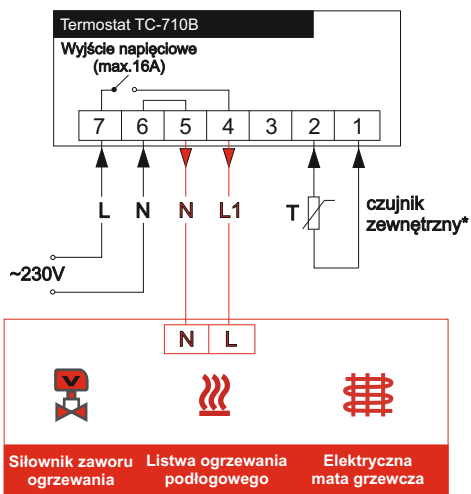 Termostat TC-710B
Wyjście napięciowe
(max.16A)
7 6 5 4 3 2 1
L N N L1 T
czujnik
zewnętrzny*
~230V
N L
Siłownik zaworu
ogrzewania
Listwa ogrzewania
podłogowego
Elektryczna
mata grzewcza